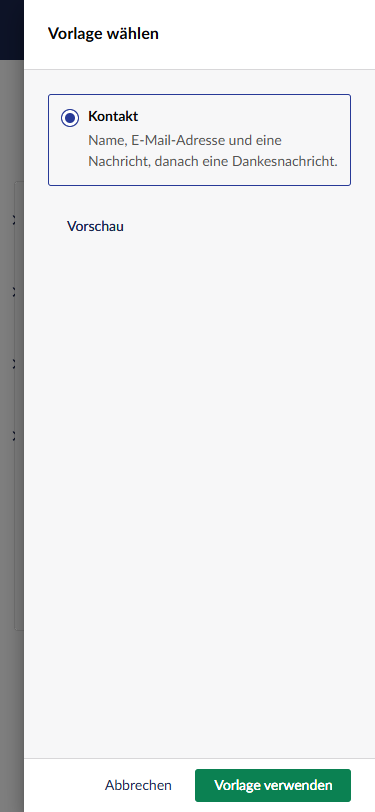 Vorlage wählen
Kontakt
Name, E-Mail-Adresse und eine
Nachricht, danach eine Dankesnachricht.
Vorschau
Abbrechen
Vorlage verwenden